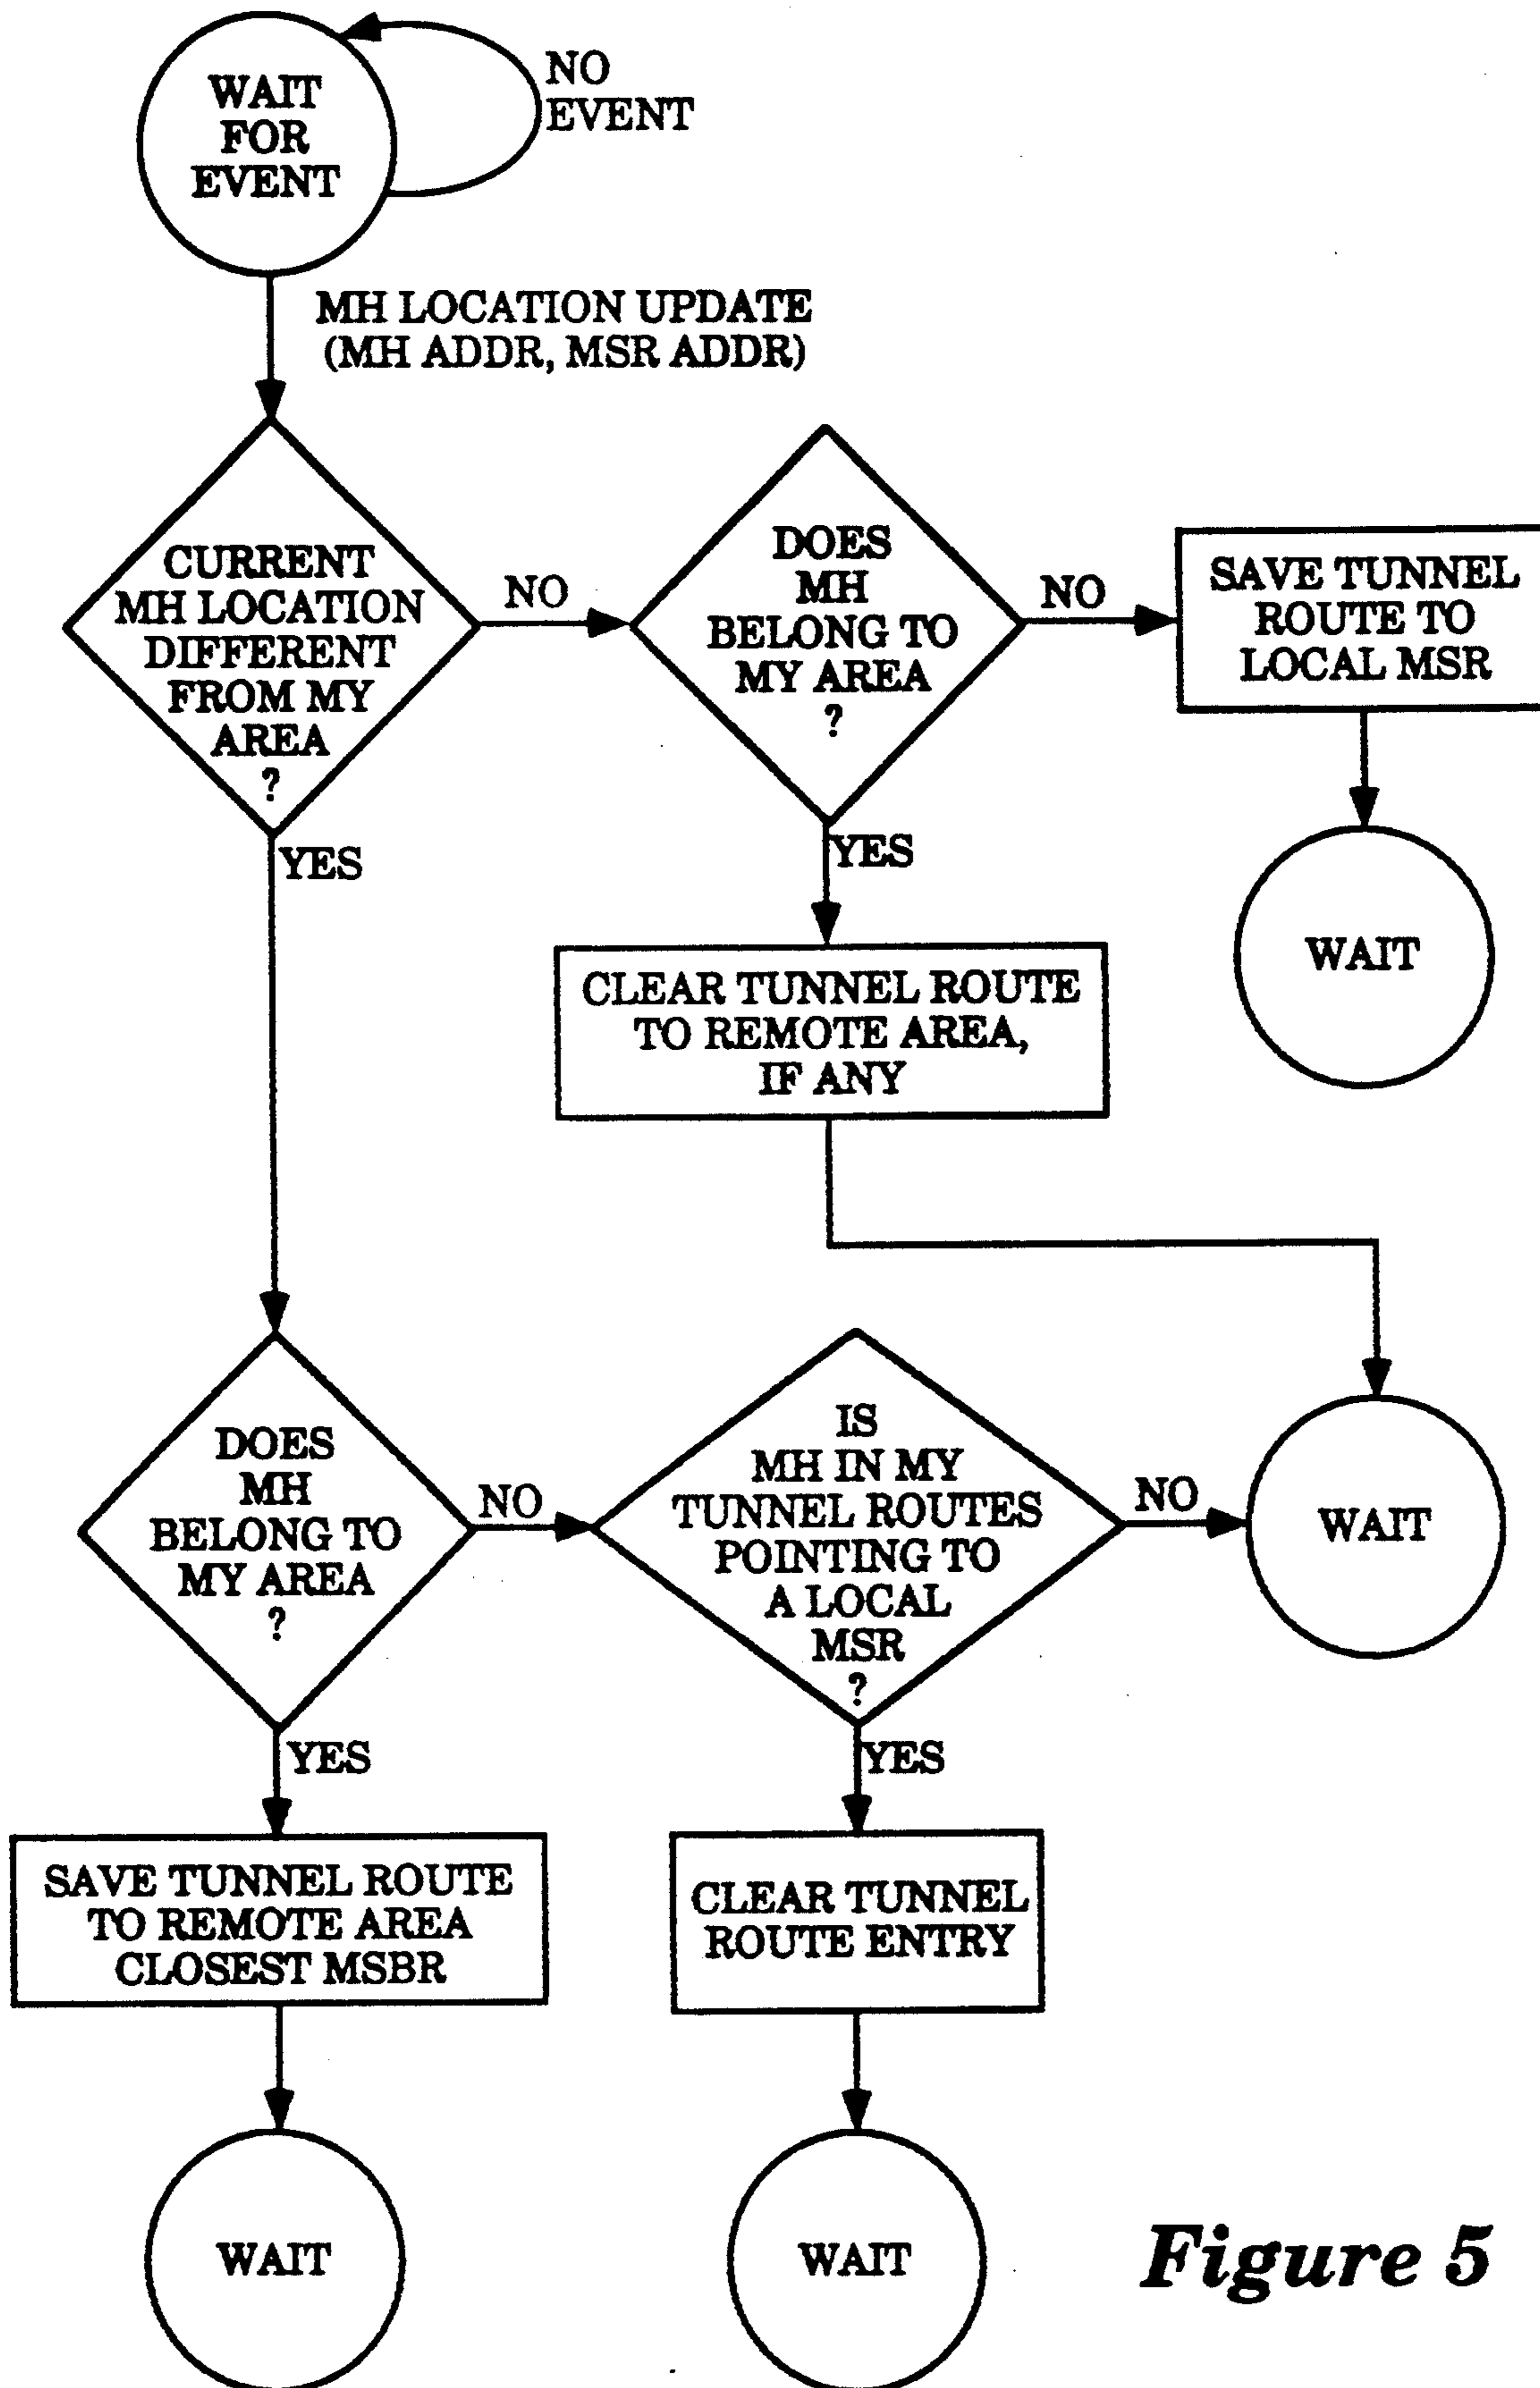 WAIT
FOR
EVENT
NO
EVENT
MH LOCATION UPDATE
(MH ADDR, MSR ADDR)
CURRENT
MH LOCATION
DIFFERENT
FROM MY
AREA
?
NO
YES
DOES
MH
BELONG TO
MY AREA
?
NO
YES
SAVE TUNNEL
ROUTE TO
LOCAL MSR
WAIT
CLEAR TUNNEL ROUTE
TO REMOTE AREA,
IF ANY
DOES
MH
BELONG TO
MY AREA
?
NO
YES
IS
MH IN MY
TUNNEL ROUTES
POINTING TO
A LOCAL
MSR
?
NO
YES
WAIT
SAVE TUNNEL ROUTE
TO REMOTE AREA
CLOSEST MSBR
CLEAR TUNNEL
ROUTE ENTRY
WAIT
WAIT
Figure 5